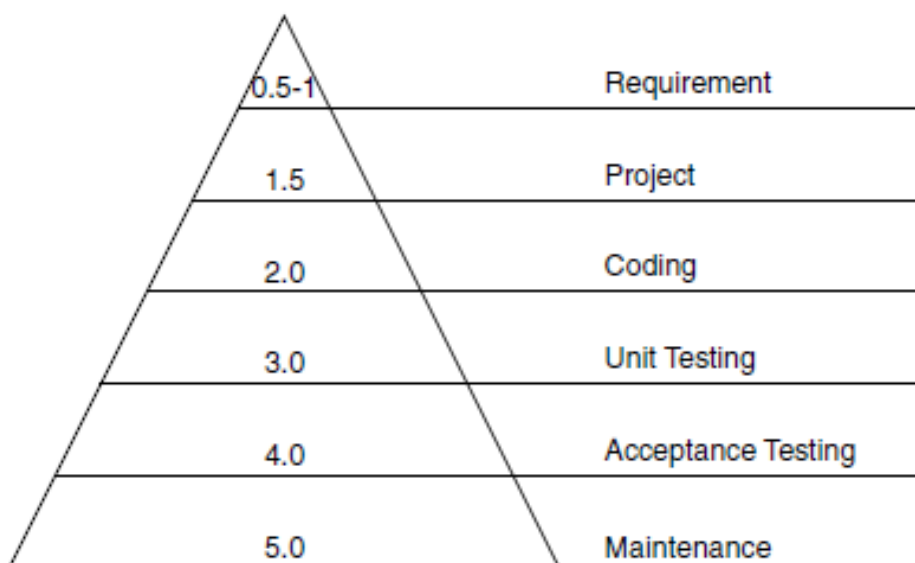 0.5-1 Requirement
1.5 Project
2.0 Coding
3.0 Unit Testing
4.0 Acceptance Testing
5.0 Maintenance